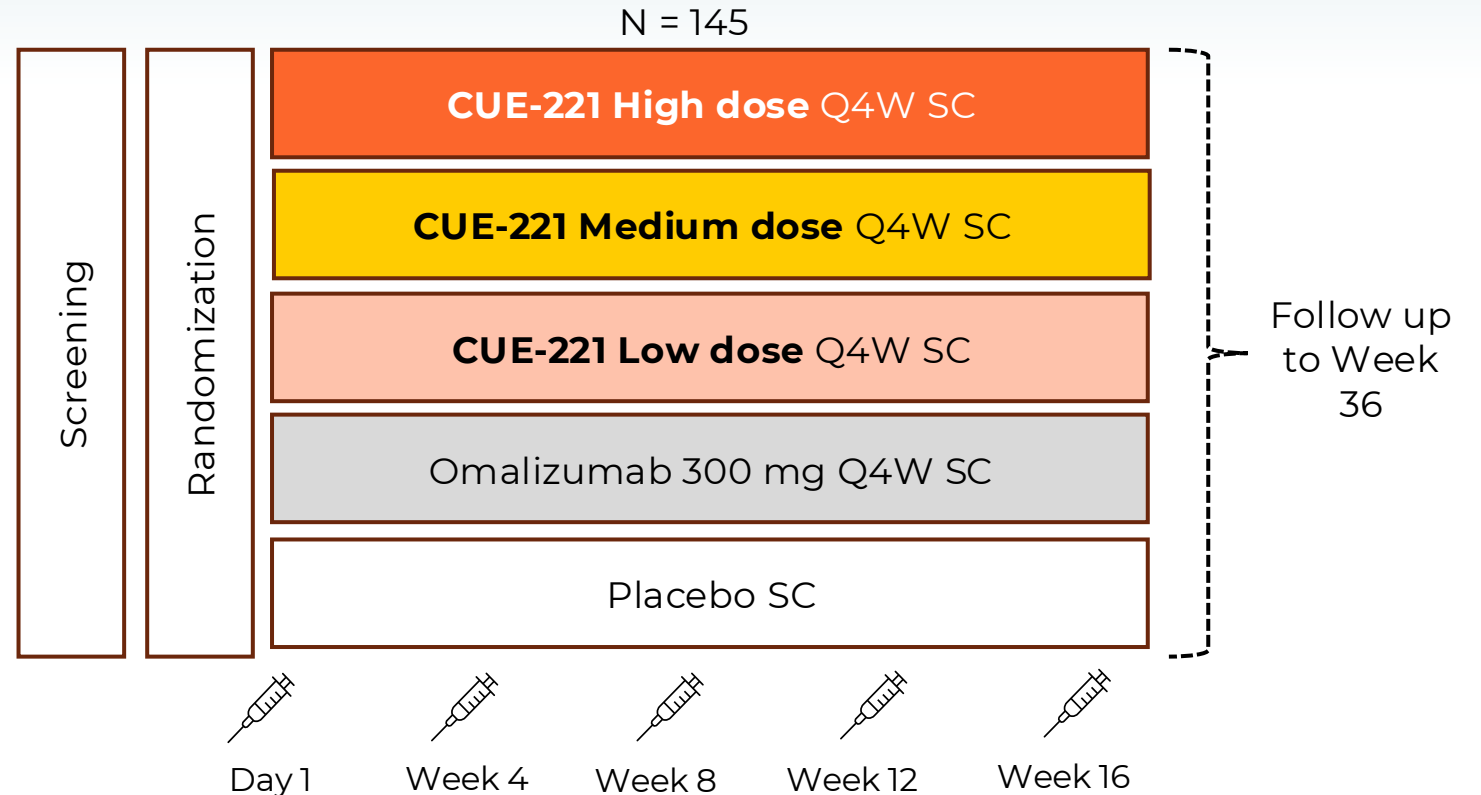 N = 145
Screening
Randomization
CUE-221 High dose Q4W SC
CUE-221 Medium dose Q4W SC
CUE-221 Low dose Q4W SC
Omalizumab 300 mg Q4W SC
Placebo SC
Follow up
to Week
36
Day 1
Week 4
Week 8
Week 12
Week 16